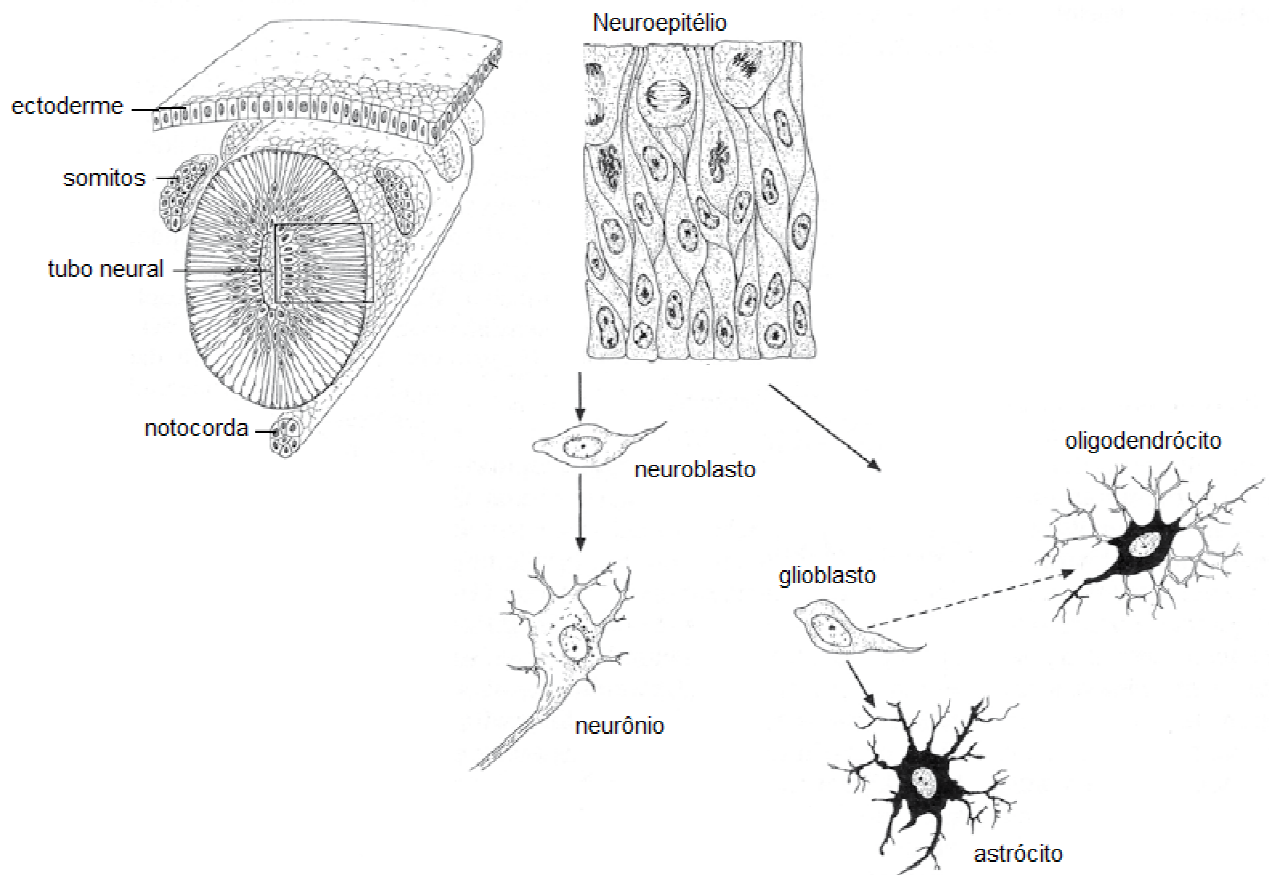 Neuroepitélio
ectoderme
somitos
tubo neural
notocorda
neuroblasto
oligodendrócito
glioblasto
neurônio
astrócito